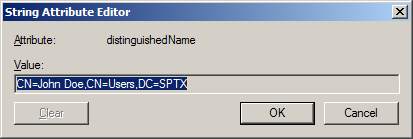 String Attribute Editor
Attribute: distinguishedName
Value:
CN=John Doe,CN=Users,DC=SPTX
Clear OK Cancel